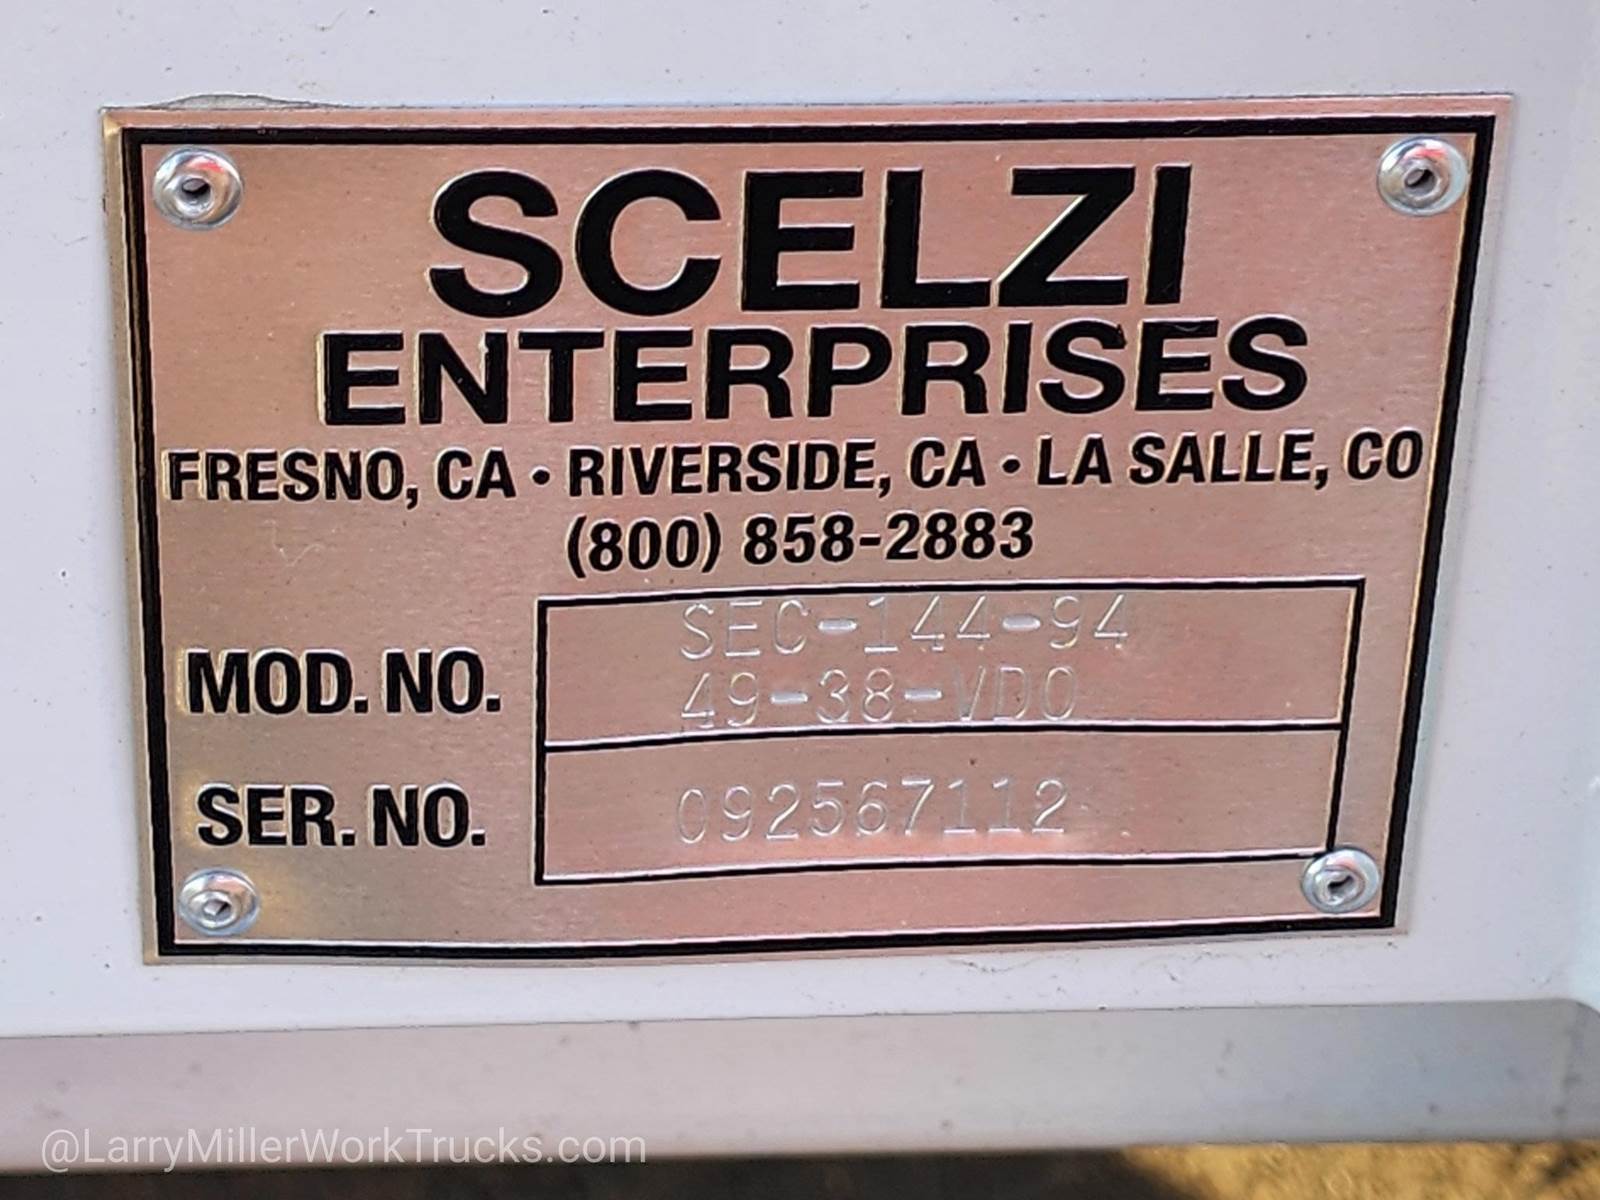 SCELZI
ENTERPRISES
FRESNO, CA • RIVERSIDE, CA • LA SALLE, CO
(800) 858-2883
MOD. NO. SEC-144-94
49-38-VDO
SER. NO. 092567112
@LarryMillerWorkTrucks.com